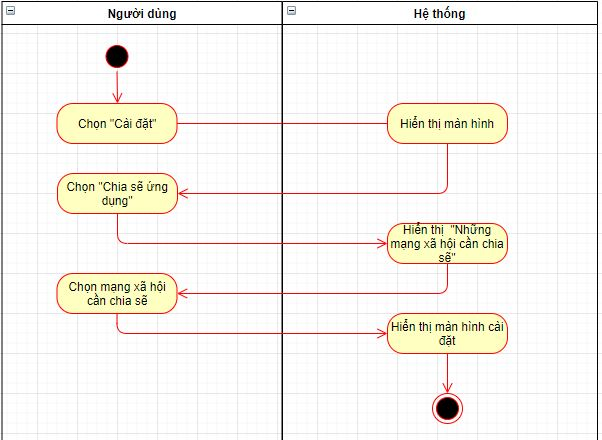 Người dùng
Hệ thống
Chọn "Cài đặt"
Hiển thị màn hình
Chọn "Chia sẽ ứng
dụng"
Hiển thị "Những
mạng xã hội cần chia
sẽ"
Chọn mạng xã hội
cần chia sẽ
Hiển thị màn hình cài
đặt